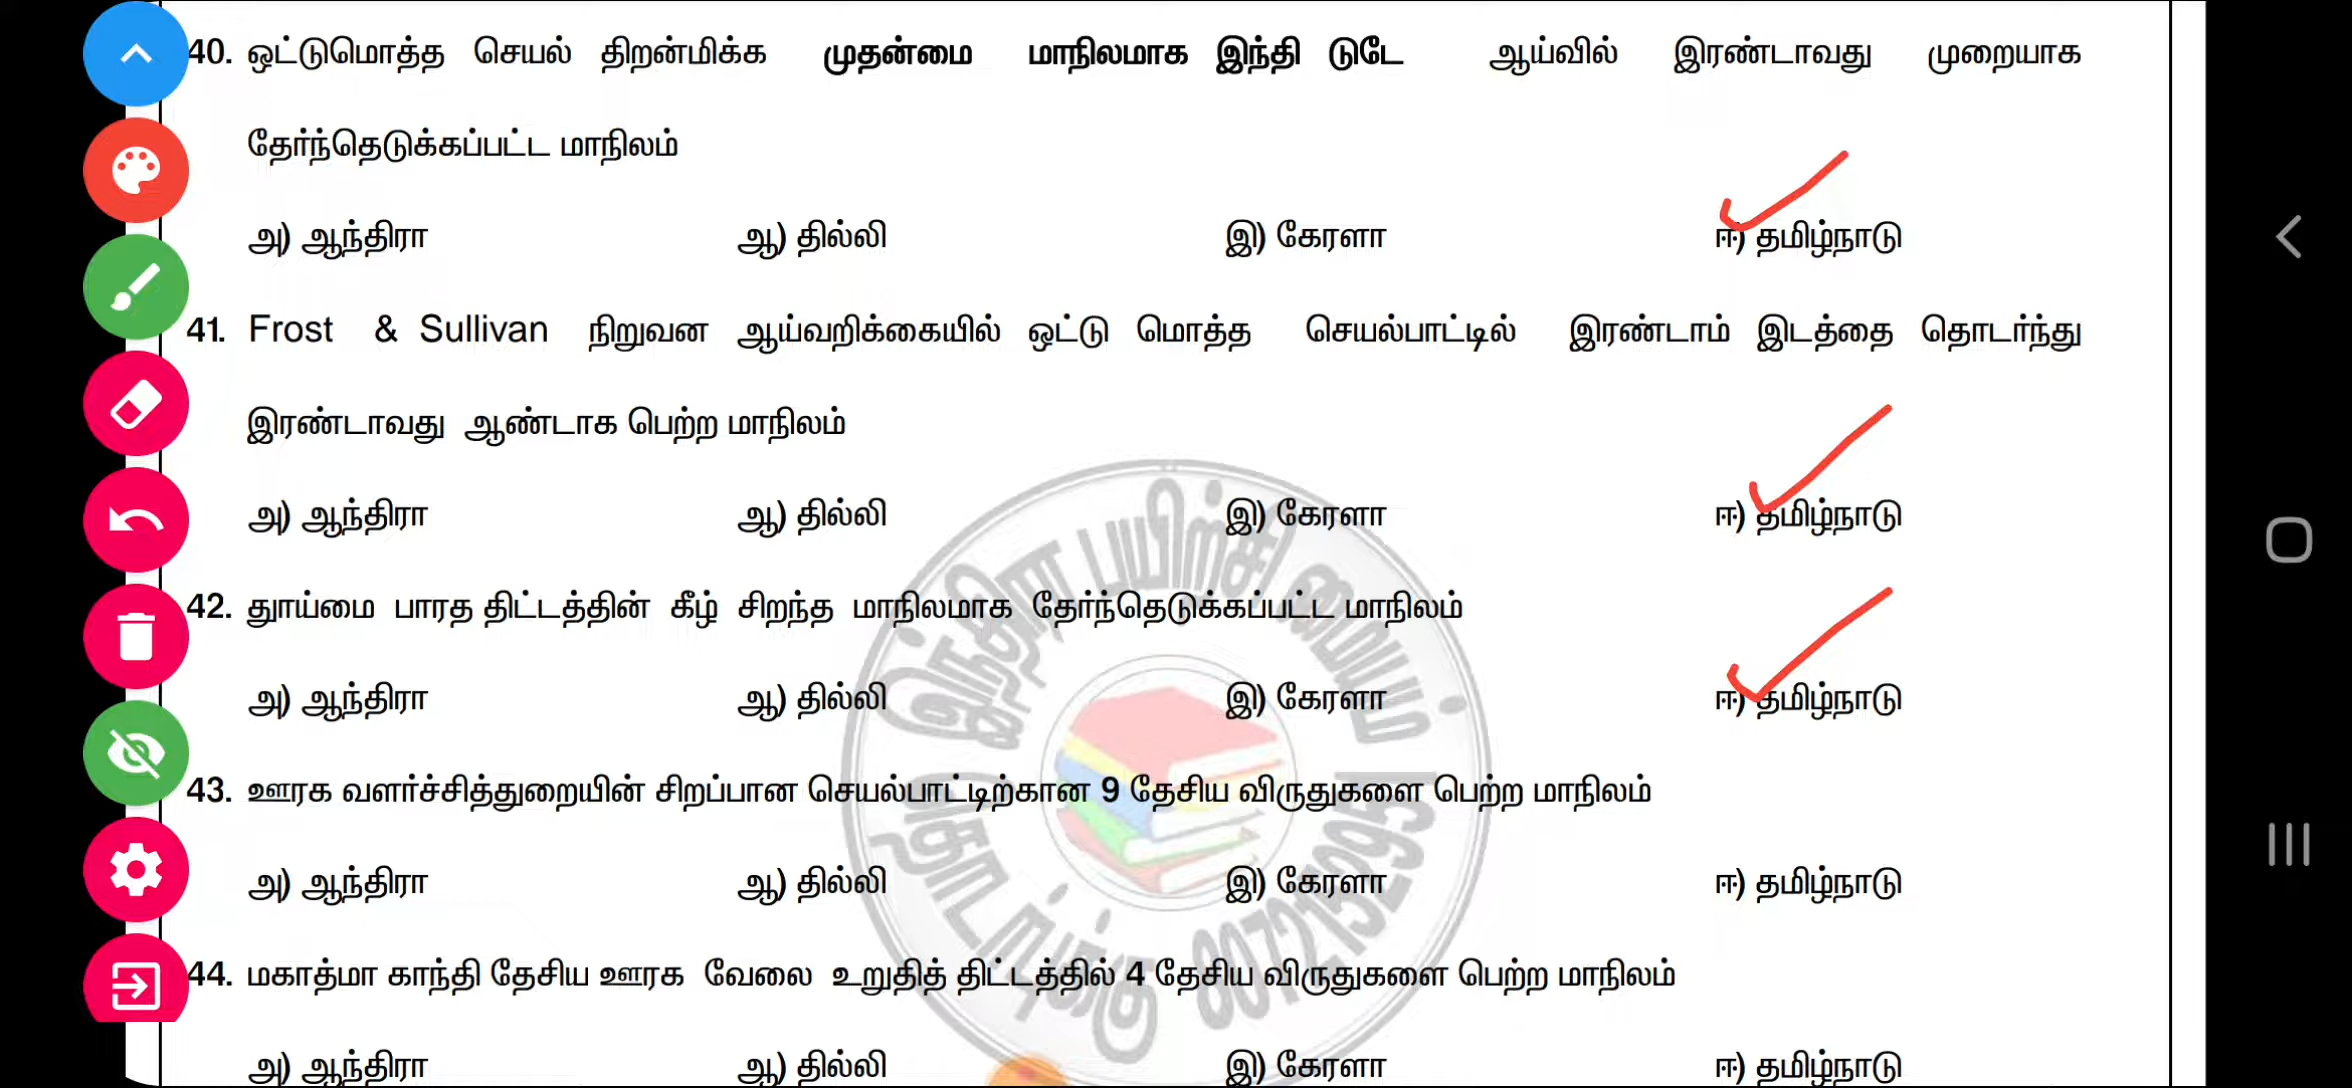 40. ஒட்டுமொத்த செயல் திறன்மிக்க முதன்மை மாநிலமாக இந்தி டுடே ஆய்வில் இரண்டாவது முறையாக
தேர்ந்தெடுக்கப்பட்ட மாநிலம்
அ) ஆந்திரா ஆ) தில்லி இ) கேரளா ஈ) தமிழ்நாடு
41. Frost & Sullivan நிறுவன ஆய்வறிக்கையில் ஒட்டு மொத்த செயல்பாட்டில் இரண்டாம் இடத்தை தொடர்ந்து
இரண்டாவது ஆண்டாக பெற்ற மாநிலம்
அ) ஆந்திரா ஆ) தில்லி இ) கேரளா ஈ) தமிழ்நாடு
42. துாய்மை பாரத திட்டத்தின் கீழ் சிறந்த மாநிலமாக தேர்ந்தெடுக்கப்பட்ட மாநிலம்
அ) ஆந்திரா ஆ) தில்லி இ) கேரளா ஈ) தமிழ்நாடு
43. ஊரக வளர்ச்சித்துறையின் சிறப்பான செயல்பாட்டிற்கான 9 தேசிய விருதுகளை பெற்ற மாநிலம்
அ) ஆந்திரா ஆ) தில்லி இ) கேரளா ஈ) தமிழ்நாடு
44. மகாத்மா காந்தி தேசிய ஊரக வேலை உறுதித் திட்டத்தில் 4 தேசிய விருதுகளை பெற்ற மாநிலம்
அ) ஆந்திரா ஆ) தில்லி இ) கேரளா ஈ) தமிழ்நாடு
பயிற்சி மையம்